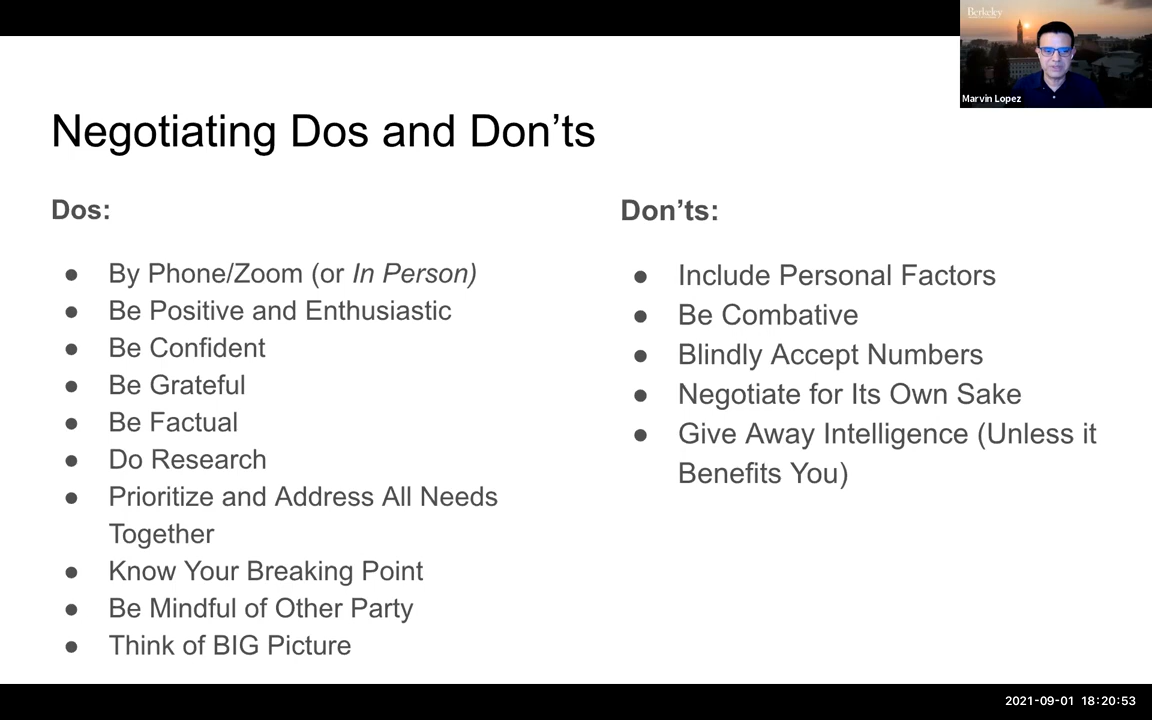 Berkeley
Marvin Lopez
Negotiating Dos and Don’ts
Dos:
● By Phone/Zoom (or In Person)
● Be Positive and Enthusiastic
● Be Confident
● Be Grateful
● Be Factual
● Do Research
● Prioritize and Address All Needs
Together
● Know Your Breaking Point
● Be Mindful of Other Party
● Think of BIG Picture
Don’ts:
● Include Personal Factors
● Be Combative
● Blindly Accept Numbers
● Negotiate for Its Own Sake
● Give Away Intelligence (Unless it
Benefits You)
2021-09-01 18:20:53